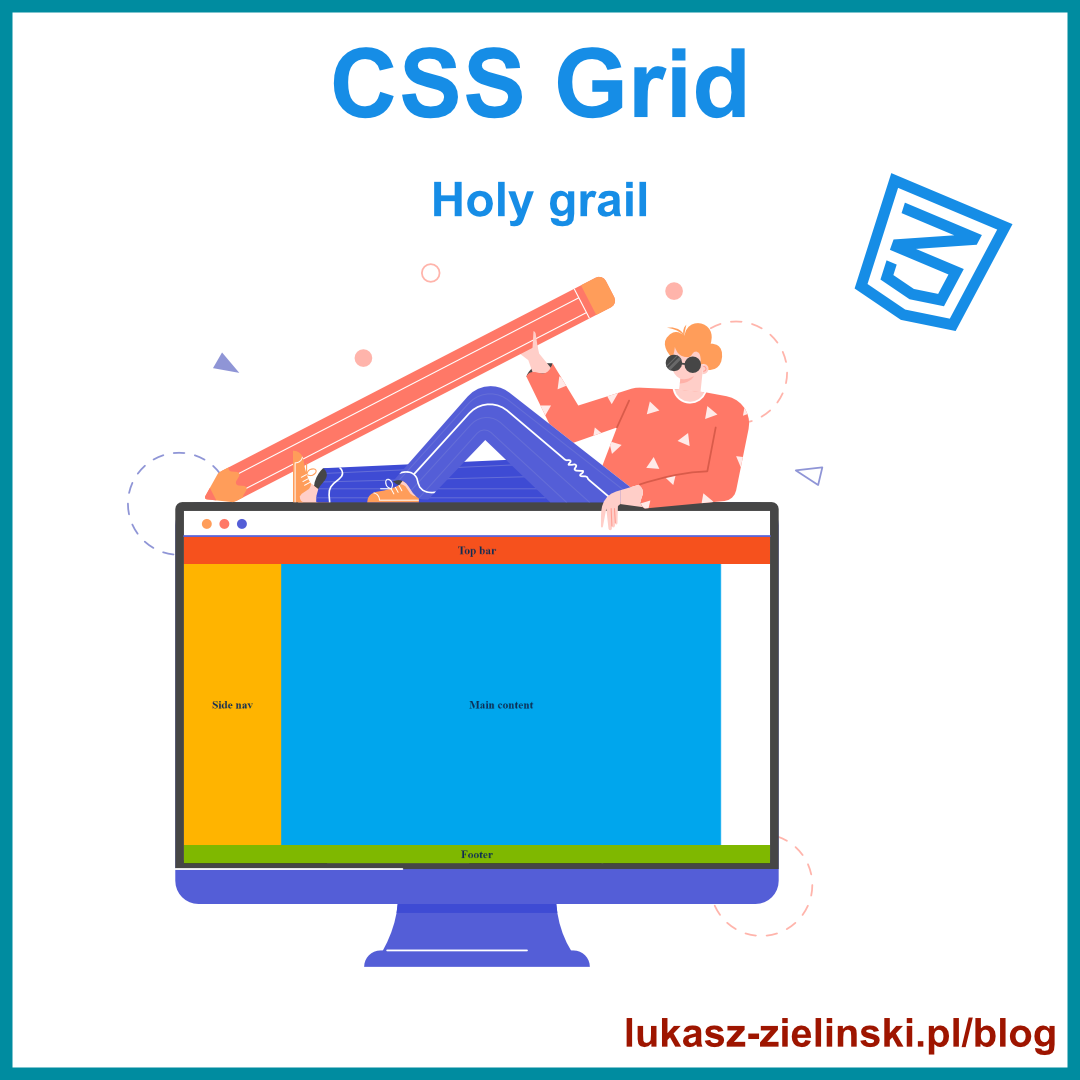 CSS Grid
Holy grail
Top bar
Side nav
Main content
Footer
lukasz-zielinski.pl/blog